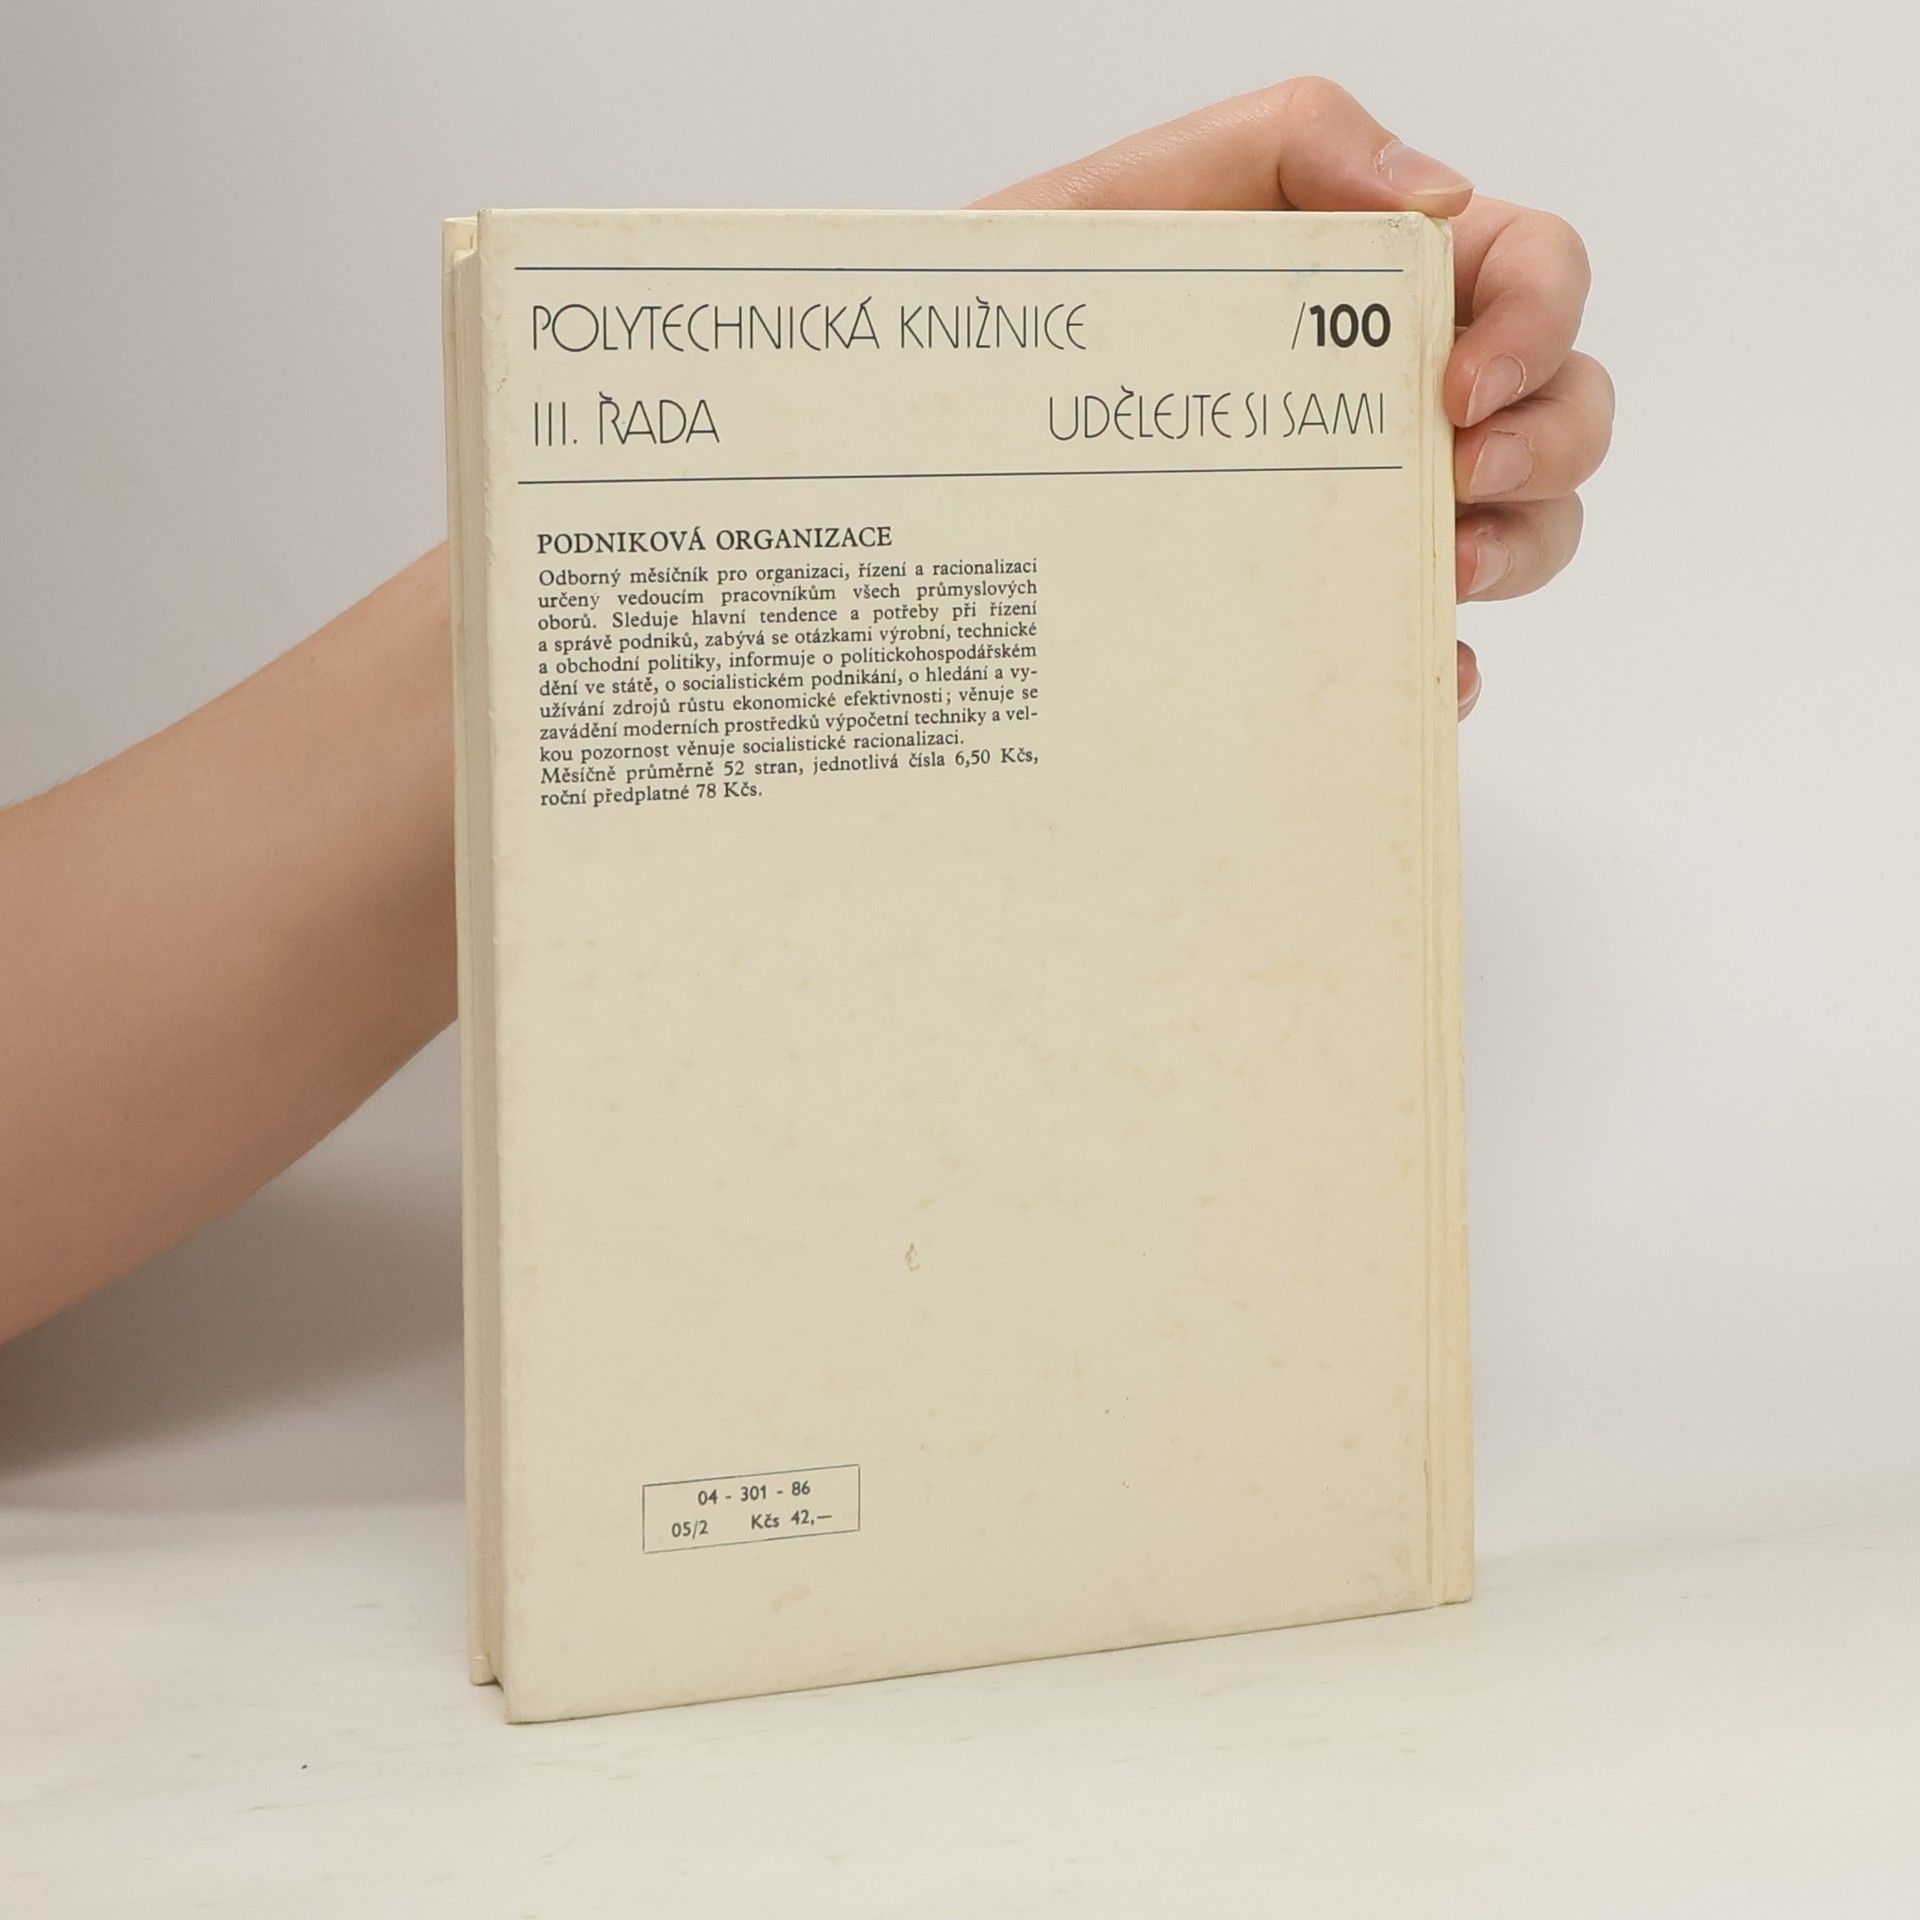 POLYTECHNICKÁ KNIŽNICE /100
III. ŘADA UDĚLEJTE SI SAMI
PODNIKOVÁ ORGANIZACE
Odborný měsíčník pro organizaci, řízení a racionalizaci
určený vedoucím pracovníkům všech průmyslových
oborů. Sleduje hlavní tendence a potřeby při řízení
a správě podniků, zabývá se otázkami výrobní, technické
a obchodní politiky, informuje o politickohospodářském
dění ve státě, o socialistickém podnikání, o hledání a vy-
užívání zdrojů růstu ekonomické efektivnosti; věnuje se
zavádění moderních prostředků výpočetní techniky a vel-
kou pozornost věnuje socialistické racionalizaci.
Měsíčně průměrně 52 stran, jednotlivá čísla 6,50 Kčs,
roční předplatné 78 Kčs.
04 - 301 - 86
05/2 Kčs 42,—